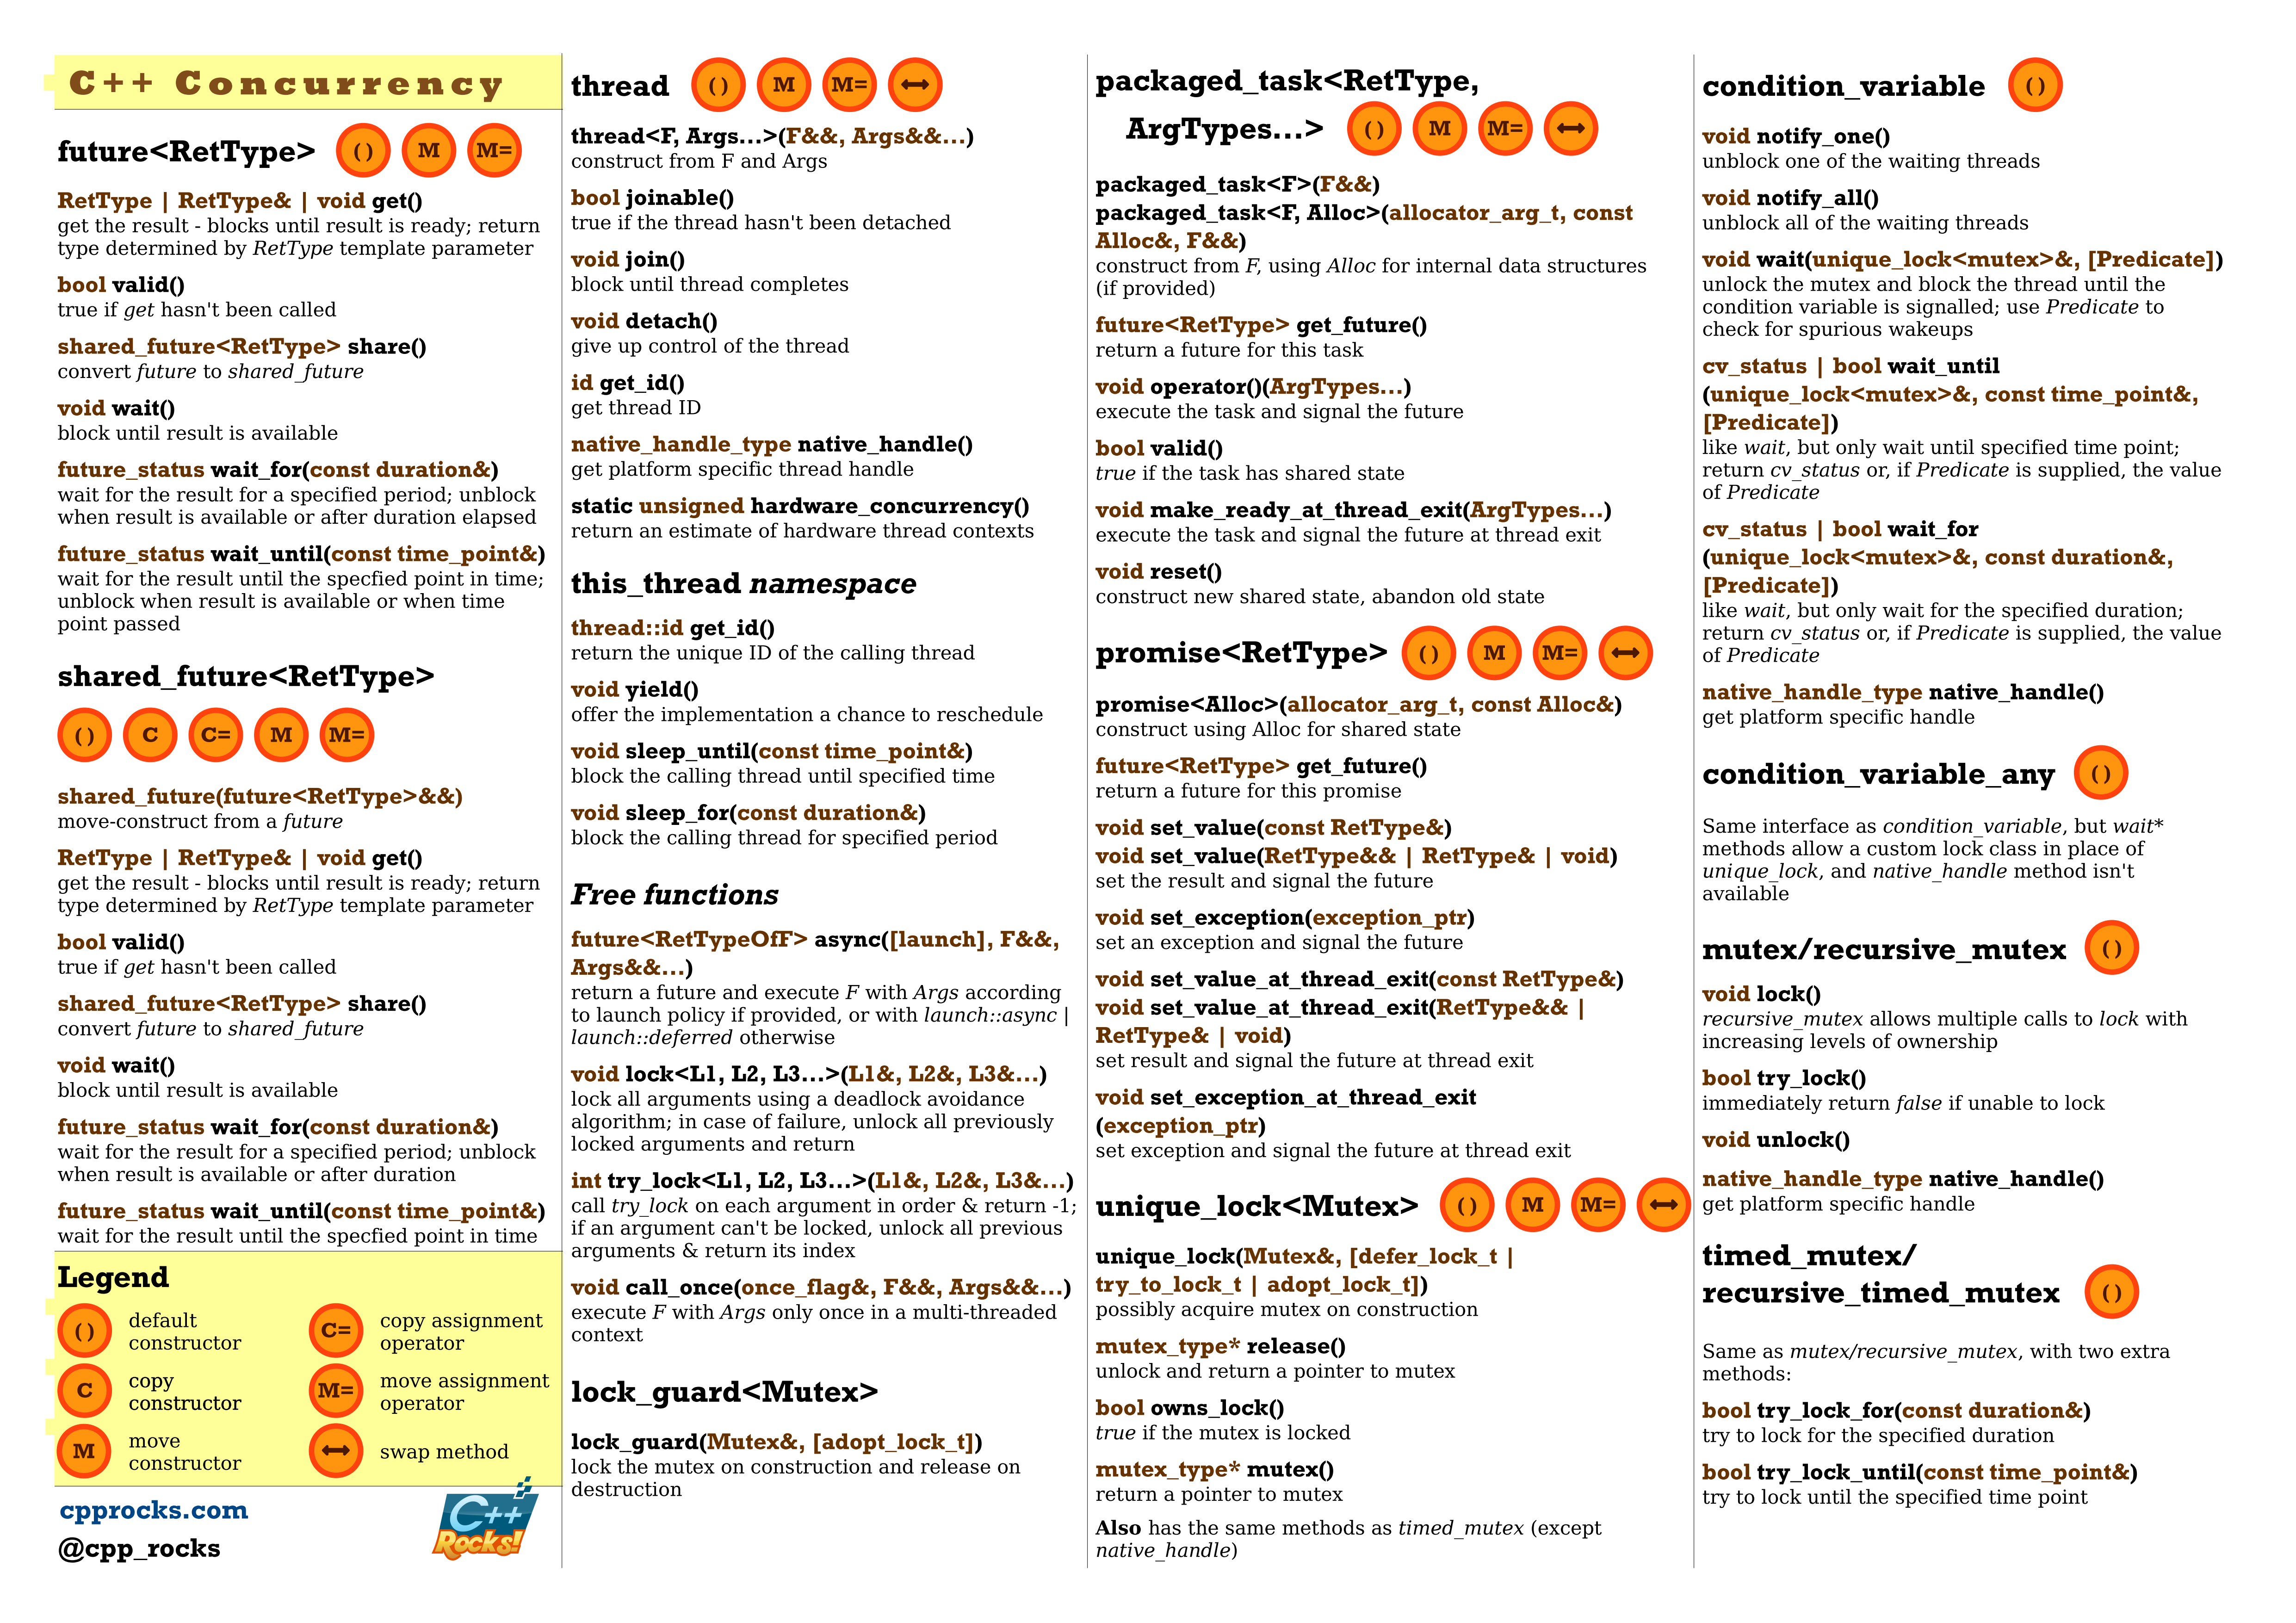 C++ Concurrency
future<RetType> () M M=
RetType | RetType& | void get()
get the result - blocks until result is ready; return
type determined by RetType template parameter
bool valid()
true if get hasn't been called
shared_future<RetType> share()
convert future to shared_future
void wait()
block until result is available
future_status wait_for(const duration&)
wait for the result for a specified period; unblock
when result is available or after duration elapsed
future_status wait_until(const time_point&)
wait for the result until the specfied point in time;
unblock when result is available or when time
point passed
shared_future<RetType>
() C C= M M=
shared_future(future<RetType>&&)
move-construct from a future
RetType | RetType& | void get()
get the result - blocks until result is ready; return
type determined by RetType template parameter
bool valid()
true if get hasn't been called
shared_future<RetType> share()
convert future to shared_future
void wait()
block until result is available
future_status wait_for(const duration&)
wait for the result for a specified period; unblock
when result is available or after duration
future_status wait_until(const time_point&)
wait for the result until the specfied point in time
Legend
() default
constructor
C= copy assignment
operator
C copy
constructor
M= move assignment
operator
M move
constructor
↔ swap method
cpprocks.com
@cpp_rocks
C++
Rocks!
thread () M M= ↔
thread<F, Args...>(F&&, Args&&...)
construct from F and Args
bool joinable()
true if the thread hasn't been detached
void join()
block until thread completes
void detach()
give up control of the thread
id get_id()
get thread ID
native_handle_type native_handle()
get platform specific thread handle
static unsigned hardware_concurrency()
return an estimate of hardware thread contexts
this_thread namespace
thread::id get_id()
return the unique ID of the calling thread
void yield()
offer the implementation a chance to reschedule
void sleep_until(const time_point&)
block the calling thread until specified time
void sleep_for(const duration&)
block the calling thread for specified period
Free functions
future<RetTypeOfF> async([launch], F&&,
Args&&...)
return a future and execute F with Args according
to launch policy if provided, or with launch::async |
launch::deferred otherwise
void lock<L1, L2, L3...>(L1&, L2&, L3&...)
lock all arguments using a deadlock avoidance
algorithm; in case of failure, unlock all previously
locked arguments and return
int try_lock<L1, L2, L3...>(L1&, L2&, L3&...)
call try_lock on each argument in order & return -1;
if an argument can't be locked, unlock all previous
arguments & return its index
void call_once(once_flag&, F&&, Args&&...)
execute F with Args only once in a multi-threaded
context
lock_guard<Mutex>
lock_guard(Mutex&, [adopt_lock_t])
lock the mutex on construction and release on
destruction
packaged_task<RetType,
ArgTypes...> () M M= ↔
packaged_task<F>(F&&)
packaged_task<F, Alloc>(allocator_arg_t, const
Alloc&, F&&)
construct from F, using Alloc for internal data structures
(if provided)
future<RetType> get_future()
return a future for this task
void operator()(ArgTypes...)
execute the task and signal the future
bool valid()
true if the task has shared state
void make_ready_at_thread_exit(ArgTypes...)
execute the task and signal the future at thread exit
void reset()
construct new shared state, abandon old state
promise<RetType> () M M= ↔
promise<Alloc>(allocator_arg_t, const Alloc&)
construct using Alloc for shared state
future<RetType> get_future()
return a future for this promise
void set_value(const RetType&)
void set_value(RetType&& | RetType& | void)
set the result and signal the future
void set_exception(exception_ptr)
set an exception and signal the future
void set_value_at_thread_exit(const RetType&)
void set_value_at_thread_exit(RetType&& |
RetType& | void)
set result and signal the future at thread exit
void set_exception_at_thread_exit
(exception_ptr)
set exception and signal the future at thread exit
unique_lock<Mutex> () M M= ↔
unique_lock(Mutex&, [defer_lock_t |
try_to_lock_t | adopt_lock_t])
possibly acquire mutex on construction
mutex_type* release()
unlock and return a pointer to mutex
bool owns_lock()
true if the mutex is locked
mutex_type* mutex()
return a pointer to mutex
Also has the same methods as timed_mutex (except
native_handle)
condition_variable ()
void notify_one()
unblock one of the waiting threads
void notify_all()
unblock all of the waiting threads
void wait(unique_lock<mutex>&, [Predicate])
unlock the mutex and block the thread until the
condition variable is signalled; use Predicate to
check for spurious wakeups
cv_status | bool wait_until
(unique_lock<mutex>&, const time_point&,
[Predicate])
like wait, but only wait until specified time point;
return cv_status or, if Predicate is supplied, the value
of Predicate
cv_status | bool wait_for
(unique_lock<mutex>&, const duration&,
[Predicate])
like wait, but only wait for the specified duration;
return cv_status or, if Predicate is supplied, the value
of Predicate
native_handle_type native_handle()
get platform specific handle
condition_variable_any ()
Same interface as condition_variable, but wait*
methods allow a custom lock class in place of
unique_lock, and native_handle method isn't
available
mutex/recursive_mutex ()
void lock()
recursive_mutex allows multiple calls to lock with
increasing levels of ownership
bool try_lock()
immediately return false if unable to lock
void unlock()
native_handle_type native_handle()
get platform specific handle
timed_mutex/
recursive_timed_mutex ()
Same as mutex/recursive_mutex, with two extra
methods:
bool try_lock_for(const duration&)
try to lock for the specified duration
bool try_lock_until(const time_point&)
try to lock until the specified time point